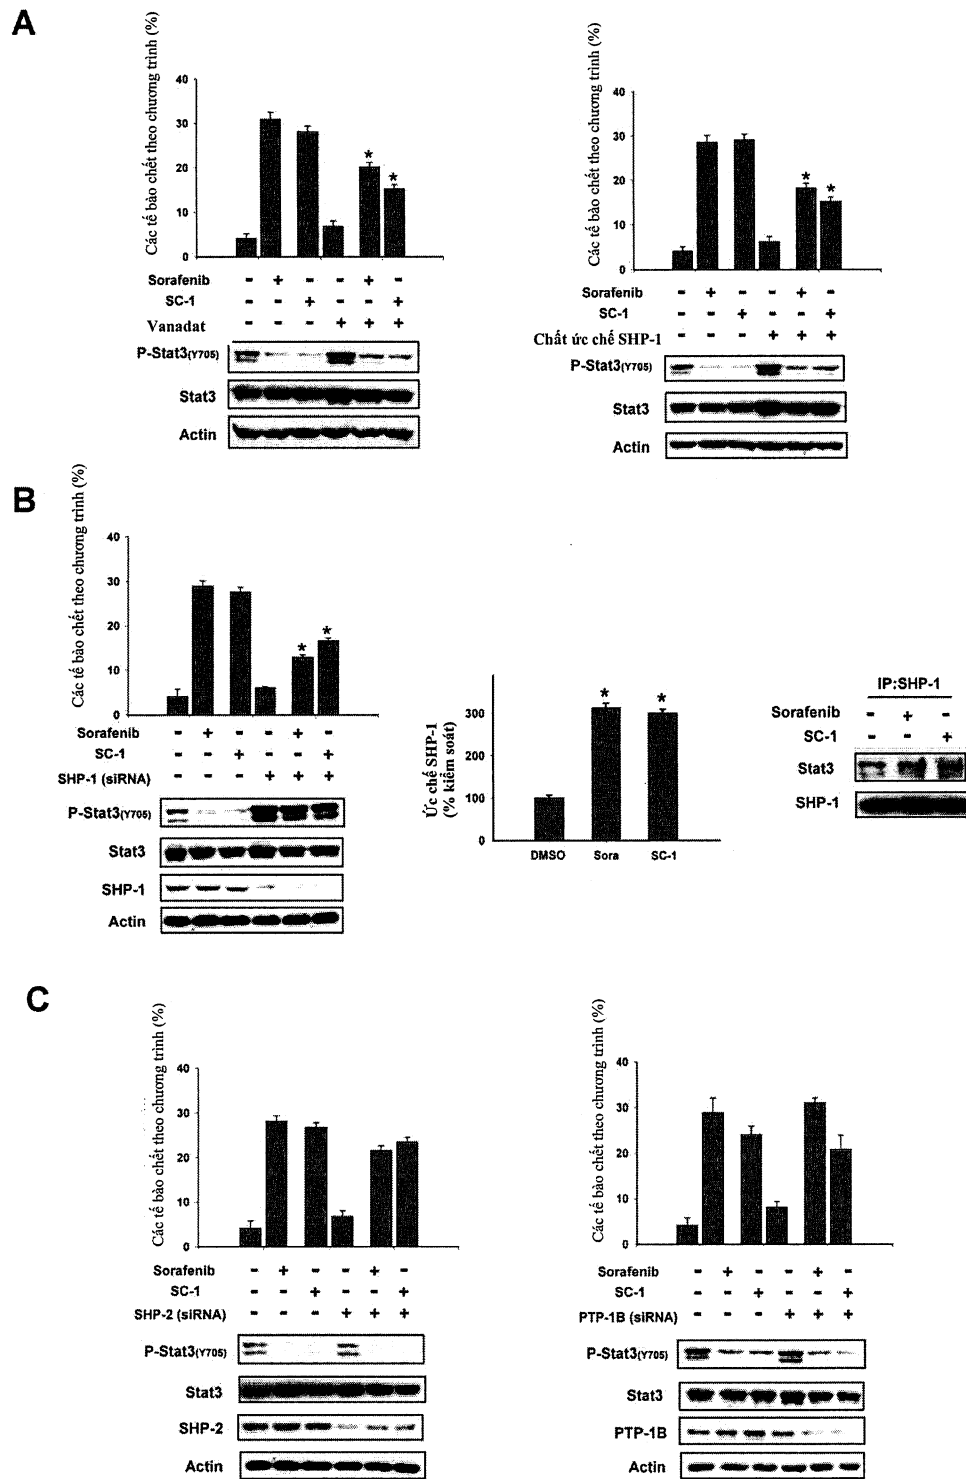 A
Các tế bào chết theo chương trình (%)
40
30
20
10
0
* *
Sorafenib - + - - + -
SC-1 - - + - - +
Vanadat - - - + + +
P-Stat3(Y705)
Stat3
Actin
Các tế bào chết theo chương trình (%)
40
30
20
10
0
* *
Sorafenib - + - - + -
SC-1 - - + - - +
Chất ức chế SHP-1 - - - + + +
P-Stat3(Y705)
Stat3
Actin
B
Các tế bào chết theo chương trình (%)
40
30
20
10
0
* *
Sorafenib - + - - + -
SC-1 - - + - - +
SHP-1 (siRNA) - - - + + +
P-Stat3(Y705)
Stat3
SHP-1
Actin
Ức chế SHP-1
(% kiểm soát)
300
200
100
0
* *
DMSO Sora SC-1
IP:SHP-1
Sorafenib - + -
SC-1 - - +
Stat3
SHP-1
C
Các tế bào chết theo chương trình (%)
40
30
20
10
0
Sorafenib - + - - + -
SC-1 - - + - - +
SHP-2 (siRNA) - - - + + +
P-Stat3(Y705)
Stat3
SHP-2
Actin
Các tế bào chết theo chương trình (%)
40
30
20
10
0
Sorafenib - + - - + -
SC-1 - - + - - +
PTP-1B (siRNA) - - - + + +
P-Stat3(Y705)
Stat3
PTP-1B
Actin